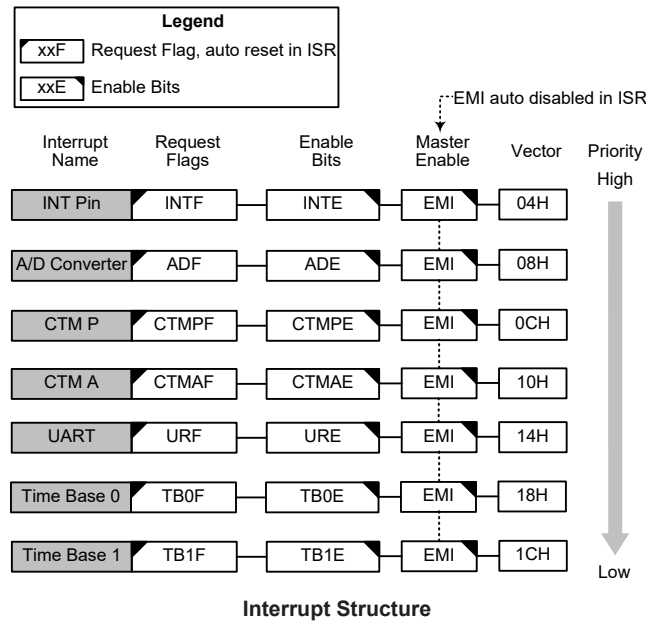 Legend
xxF Request Flag, auto reset in ISR
xxE Enable Bits
EMI auto disabled in ISR
Interrupt Name Request Flags Enable Bits Master Enable Vector Priority
High
INT Pin INTF INTE EMI 04H
A/D Converter ADF ADE EMI 08H
CTM P CTMPF CTMPE EMI 0CH
CTM A CTMAF CTMAE EMI 10H
UART URF URE EMI 14H
Time Base 0 TB0F TB0E EMI 18H
Time Base 1 TB1F TB1E EMI 1CH
Low
Interrupt Structure